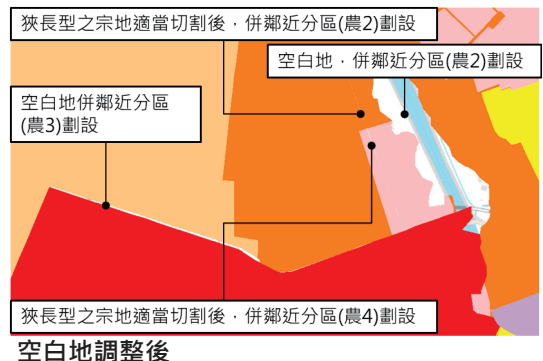 狹長型之宗地適當切割後，併鄰近分區(農2)劃設
空白地，併鄰近分區(農2)劃設
空白地併鄰近分區
(農3)劃設
狹長型之宗地適當切割後，併鄰近分區(農4)劃設
空白地調整後